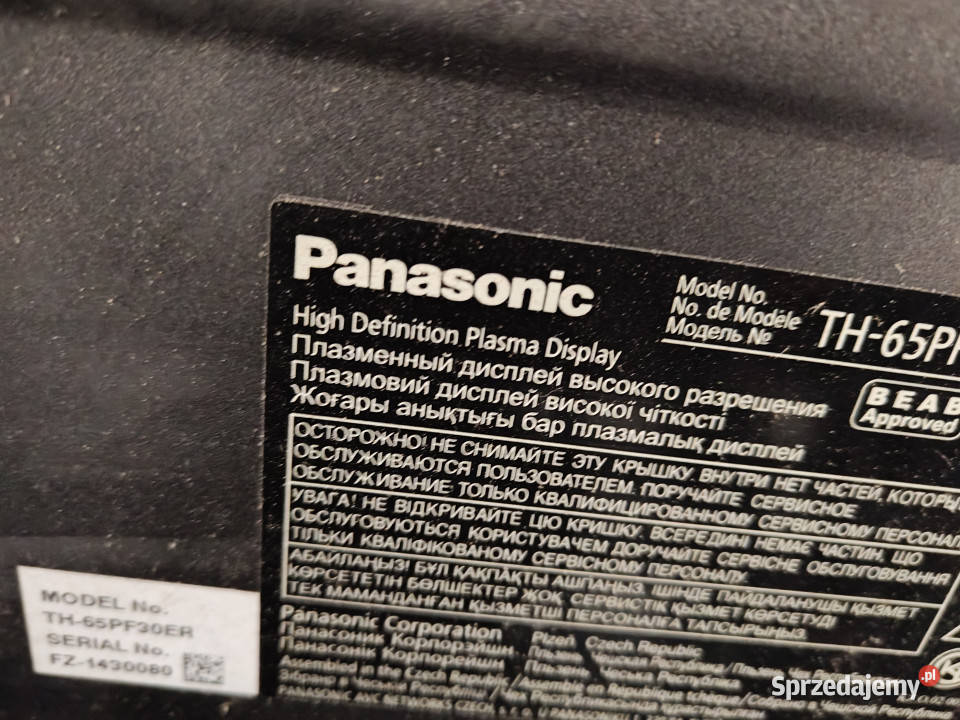 Panasonic
Model No.
No. de Modèle
Модель №
TH-65PF
High Definition Plasma Display
Плазменный дисплей высокого разрешения
Плазмовий дисплей високої чіткості
Жоғары анықтығы бар плазмалық дисплей
BEAB
Approved
ОСТОРОЖНО! НЕ СНИМАЙТЕ ЭТУ КРЫШКУ. ВНУТРИ НЕТ ЧАСТЕЙ, КОТОРЫ
ОБСЛУЖИВАЮТСЯ ПОЛЬЗОВАТЕЛЕМ. ПОРУЧАЙТЕ СЕРВИСНОЕ
ОБСЛУЖИВАНИЕ ТОЛЬКО КВАЛИФИЦИРОВАННОМУ СЕРВИСНОМУ ПЕРСОНАЛ
УВАГА! НЕ ВІДКРИВАЙТЕ ЦЮ КРИШКУ. ВСЕРЕДИНІ НЕМАЄ ЧАСТИН, ЩО
ОБСЛУГОВУЮТЬСЯ КОРИСТУВАЧЕМ ДОРУЧАЙТЕ СЕРВІСНЕ ОБСЛУГОВУВАННЯ
ТІЛЬКИ КВАЛІФІКОВАНОМУ СЕРВІСНОМУ ПЕРСОНАЛУ.
АБАЙЛАҢЫЗ! БҰЛ ҚАҚПАҚТЫ АШПАҢЫЗ. ІШІНДЕ ПАЙДАЛАНУШЫ ҚЫЗМЕТ
КӨРСЕТЕТІН БӨЛШЕКТЕР ЖОҚ. СЕРВИСТІК ҚЫЗМЕТ КӨРСЕТУДІ
ТЕК МАМАНДАНҒАН ҚЫЗМЕТШІ ПЕРСОНАЛҒА ТАПСЫРЫҢЫЗ.
Panasonic Corporation
Панасоник Корпорэйшн
Панасонік Корпорейшн
Plzeň Czech Republic
Assembled in the Czech Republic
MODEL No.
TH-65PF30ER
SERIAL No.
FZ-1430080
Sprzedajemy.pl